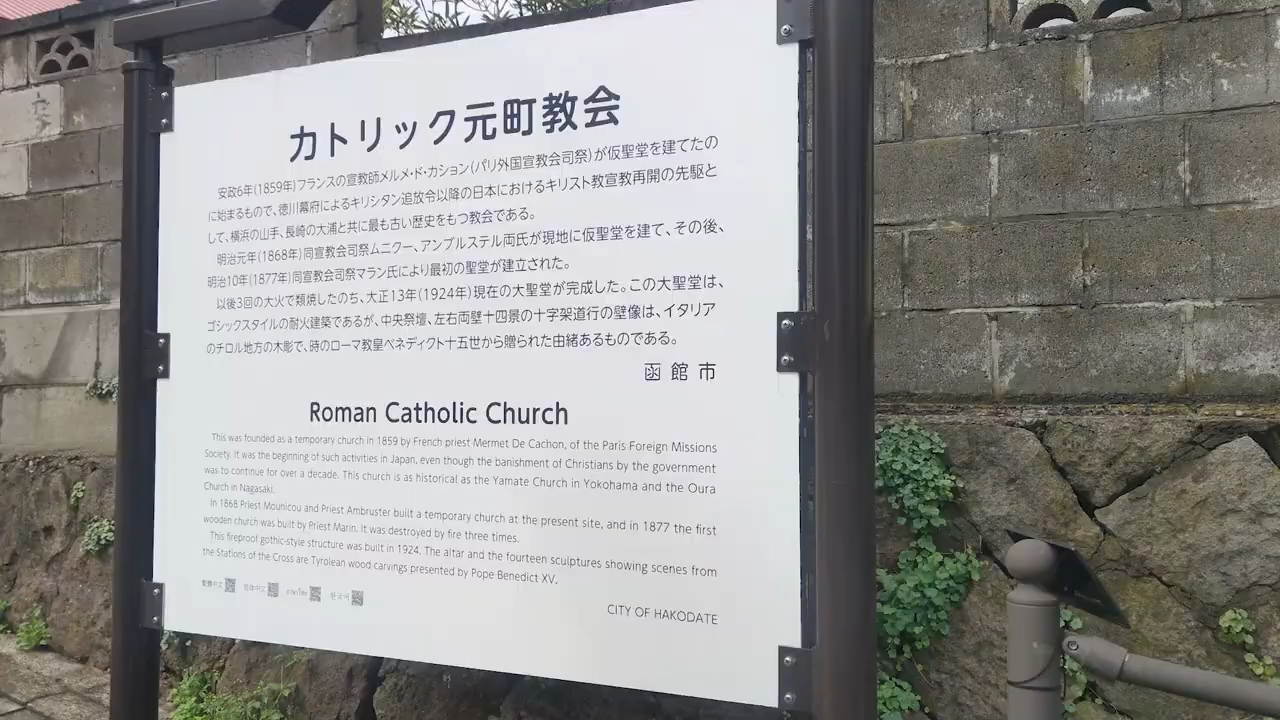 カトリック元町教会
安政6年(1859年)フランスの宣教師メルメ・ド・カション(パリ外国宣教会司祭)が仮聖堂を建てたの
に始まるもので、徳川幕府によるキリシタン追放令以降の日本におけるキリスト教宣教再開の先駆と
して、横浜の山手、長崎の大浦と共に最も古い歴史をもつ教会である。
明治元年(1868年)同宣教会司祭ムニクー、アンブルステル両氏が現地に仮聖堂を建て、その後、
明治10年(1877年)同宣教会司祭マラン氏により最初の聖堂が建立された。
以後3回の大火で類焼したのち、大正13年(1924年)現在の大聖堂が完成した。この大聖堂は、
ゴシックスタイルの耐火建築であるが、中央祭壇、左右両壁十四景の十字架道行の壁像は、イタリア
のチロル地方の木彫で、時のローマ教皇ベネディクト十五世から贈られた由緒あるものである。
函館市
Roman Catholic Church
This was founded as a temporary church in 1859 by French priest Mermet De Cachon, of the Paris Foreign Missions
Society. It was the beginning of such activities in Japan, even though the banishment of Christians by the government
was to continue for over a decade. This church is as historical as the Yamate Church in Yokohama and the Oura
Church in Nagasaki.
In 1868 Priest Mounicou and Priest Ambruster built a temporary church at the present site, and in 1877 the first
wooden church was built by Priest Marin. It was destroyed by fire three times.
This fireproof gothic-style structure was built in 1924. The altar and the fourteen sculptures showing scenes from
the Stations of the Cross are Tyrolean wood carvings presented by Pope Benedict XV.
繁體中文 简体中文 ภาษาไทย 한국어
CITY OF HAKODATE